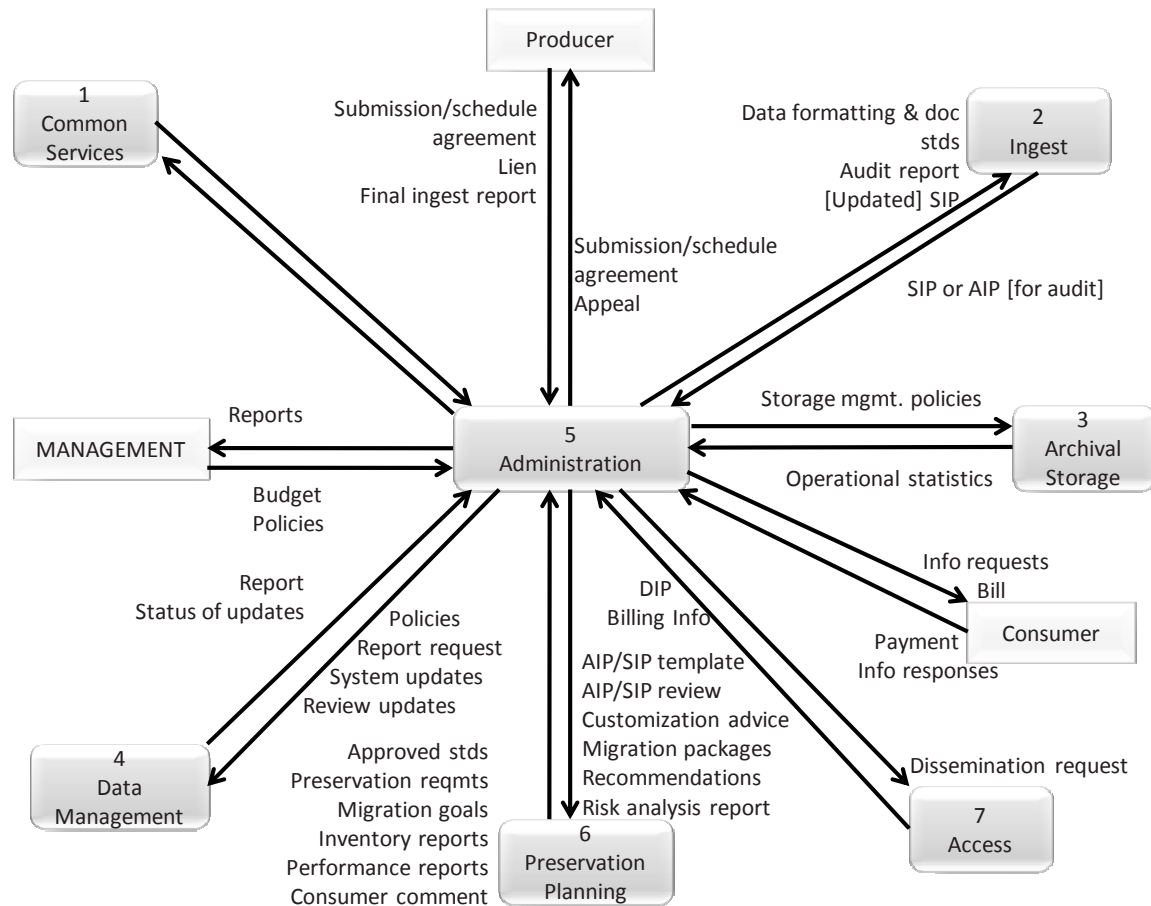 Producer
1
Common
Services
Submission/schedule
agreement
Lien
Final ingest report
Data formatting & doc
stds
Audit report
[Updated] SIP
2
Ingest
Submission/schedule
agreement
Appeal
SIP or AIP [for audit]
Reports
MANAGEMENT
Budget
Policies
5
Administration
Storage mgmt. policies
3
Archival
Storage
Operational statistics
Info requests
Bill
Consumer
Payment
Info responses
Report
Status of updates
Policies
Report request
System updates
Review updates
DIP
Billing Info
AIP/SIP template
AIP/SIP review
Customization advice
Migration packages
Recommendations
Risk analysis report
4
Data
Management
Approved stds
Preservation reqmts
Migration goals
Inventory reports
Performance reports
Consumer comment
6
Preservation
Planning
Dissemination request
7
Access